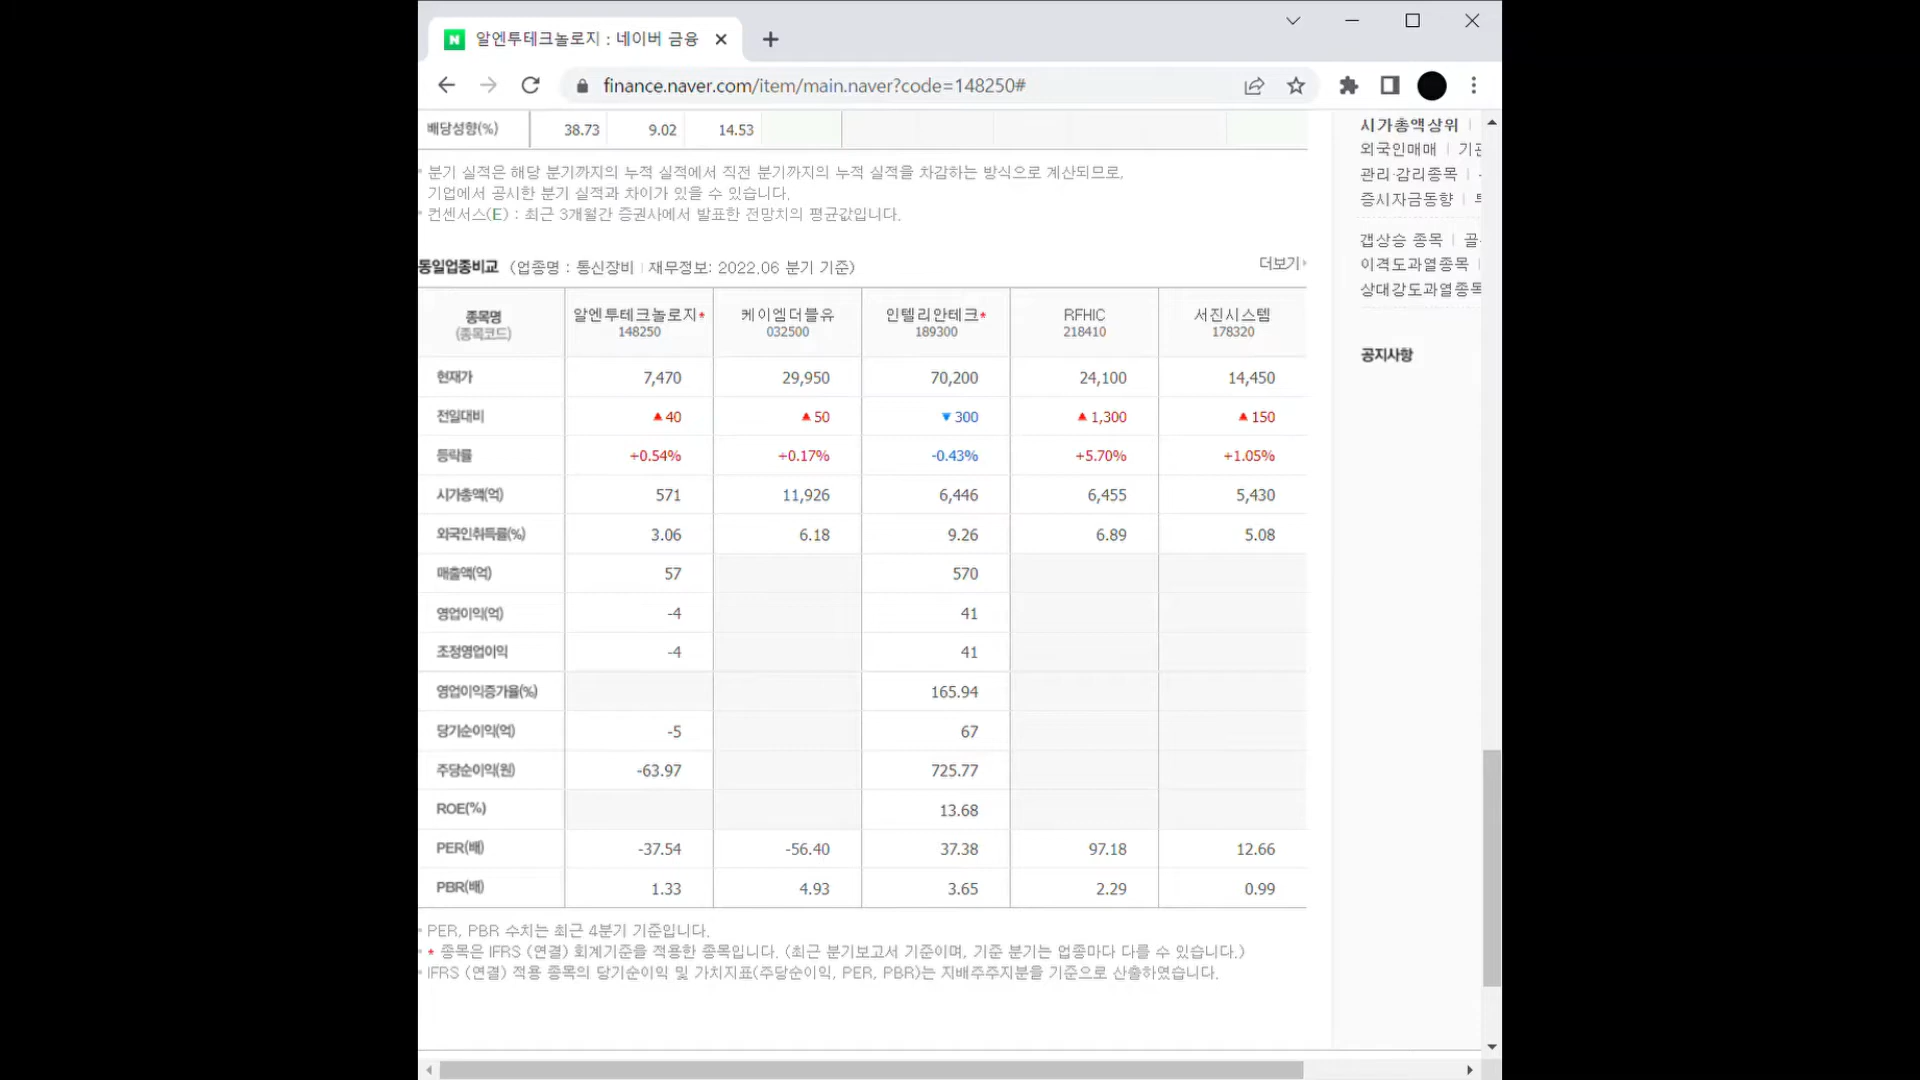 알엔투테크놀로지 : 네이버 금융
finance.naver.com/item/main.naver?code=148250#
배당성향(%) 38.73 9.02 14.53
시가총액상위
외국인매매 기관
관리·감리종목
증시자금동향
갭상승 종목
이격도과열종목
상대강도과열종목
공지사항
분기 실적은 해당 분기까지의 누적 실적에서 직전 분기까지의 누적 실적을 차감하는 방식으로 계산되므로,
기업에서 공시한 분기 실적과 차이가 있을 수 있습니다.
컨센서스(E) : 최근 3개월간 증권사에서 발표한 전망치의 평균값입니다.
동일업종비교 (업종명 : 통신장비 | 재무정보: 2022.06 분기 기준) 더보기
종목명 알엔투테크놀로지* 케이엠더블유 인텔리안테크* RFHIC 서진시스템
(종목코드) 148250 032500 189300 218410 178320
현재가 7,470 29,950 70,200 24,100 14,450
전일대비 ▲40 ▲50 ▼300 ▲1,300 ▲150
등락률 +0.54% +0.17% -0.43% +5.70% +1.05%
시가총액(억) 571 11,926 6,446 6,455 5,430
외국인취득률(%) 3.06 6.18 9.26 6.89 5.08
매출액(억) 57 570
영업이익(억) -4 41
조정영업이익 -4 41
영업이익증가율(%) 165.94
당기순이익(억) -5 67
주당순이익(원) -63.97 725.77
ROE(%) 13.68
PER(배) -37.54 -56.40 37.38 97.18 12.66
PBR(배) 1.33 4.93 3.65 2.29 0.99
PER, PBR 수치는 최근 4분기 기준입니다.
* 종목은 IFRS (연결) 회계기준을 적용한 종목입니다. (최근 분기보고서 기준이며, 기준 분기는 업종마다 다를 수 있습니다.)
IFRS (연결) 적용 종목의 당기순이익 및 가치지표(주당순이익, PER, PBR)는 지배주주지분을 기준으로 산출하였습니다.